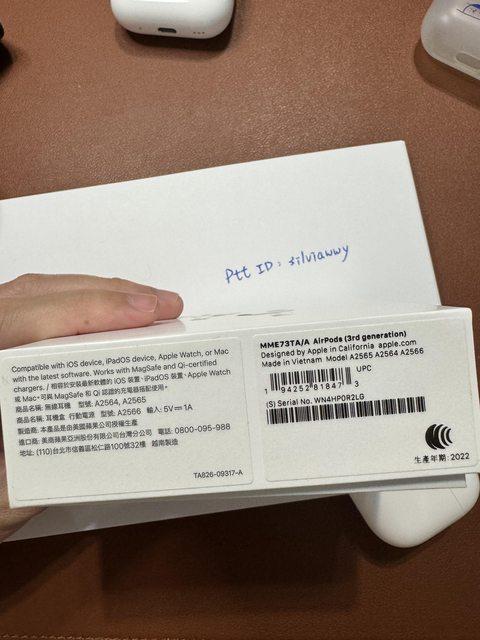 Ptt ID: silviawwy
Compatible with iOS device, iPadOS device, Apple Watch, or Mac
with the latest software. Works with MagSafe and Qi-certified
chargers. / 相容於安裝最新軟體的 iOS 裝置、iPadOS 裝置、Apple Watch
或 Mac。可與 MagSafe 和 Qi 認證的充電器搭配使用。
商品名稱: 無線耳機 型號: A2564, A2565
商品名稱: 耳機盒 行動電源 型號: A2566 輸入: 5V⎓1A
製造商: 本產品是由美國蘋果公司授權生產
進口商: 美商蘋果亞洲股份有限公司台灣分公司 電話: 0800-095-988
地址: (110)台北市信義區松仁路100號32樓 越南製造
TA826-09317-A
MME73TA/A AirPods (3rd generation)
Designed by Apple in California apple.com
Made in Vietnam Model A2565 A2564 A2566
UPC
1 94252 81847 3
(S) Serial No. WN4HP0R2LG
生產年期: 2022